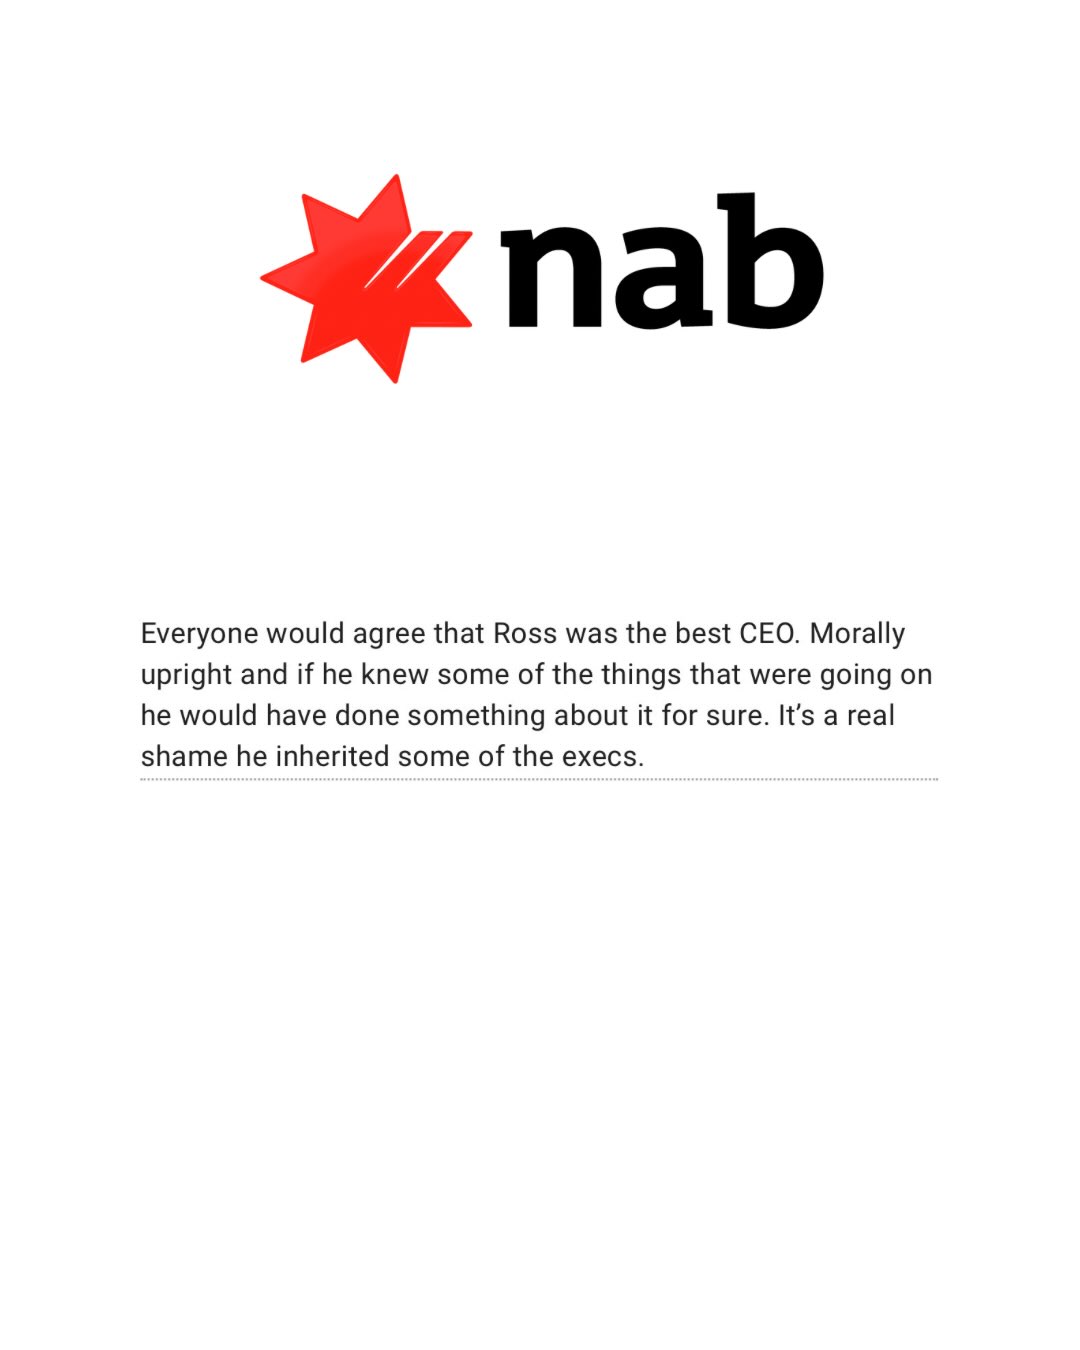 nab
Everyone would agree that Ross was the best CEO. Morally
upright and if he knew some of the things that were going on
he would have done something about it for sure. It’s a real
shame he inherited some of the execs.